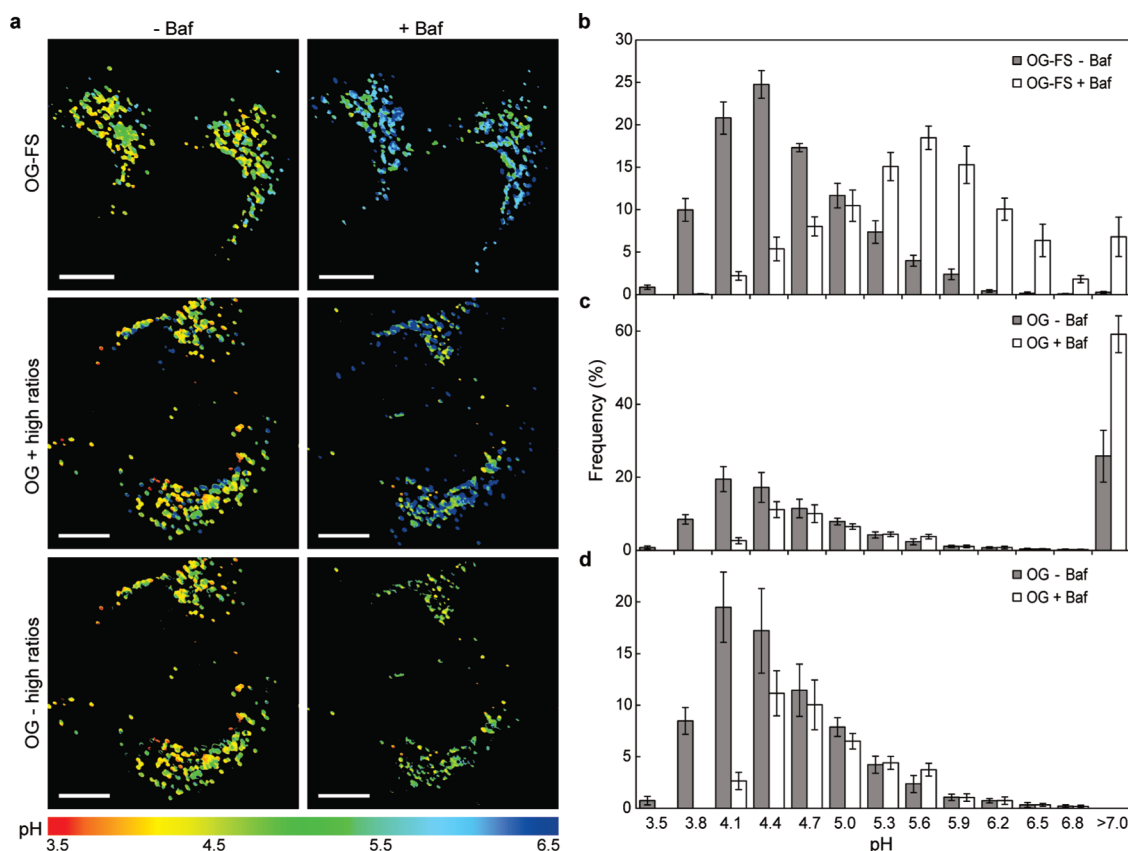 a
- Baf
+ Baf
OG-FS
OG + high ratios
OG - high ratios
pH
3.5 4.5 5.5 6.5
b
30
25
20
15
10
5
0
OG-FS - Baf
OG-FS + Baf
c
60
40
20
0
OG - Baf
OG + Baf
Frequency (%)
d
20
15
10
5
0
OG - Baf
OG + Baf
3.5 3.8 4.1 4.4 4.7 5.0 5.3 5.6 5.9 6.2 6.5 6.8 >7.0
pH